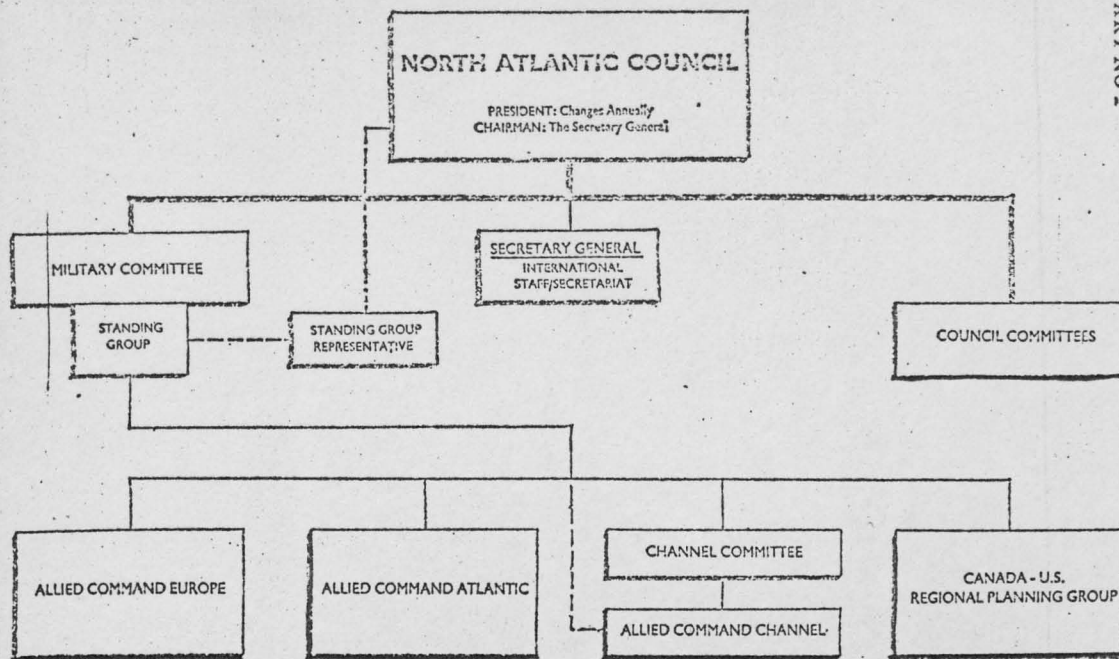 NORTH ATLANTIC COUNCIL
PRESIDENT: Changes Annually
CHAIRMAN: The Secretary General
MILITARY COMMITTEE
SECRETARY GENERAL
INTERNATIONAL
STAFF/SECRETARIAT
STANDING
GROUP
STANDING GROUP
REPRESENTATIVE
COUNCIL COMMITTEES
ALLIED COMMAND EUROPE
ALLIED COMMAND ATLANTIC
CHANNEL COMMITTEE
ALLIED COMMAND CHANNEL
CANADA - U.S.
REGIONAL PLANNING GROUP